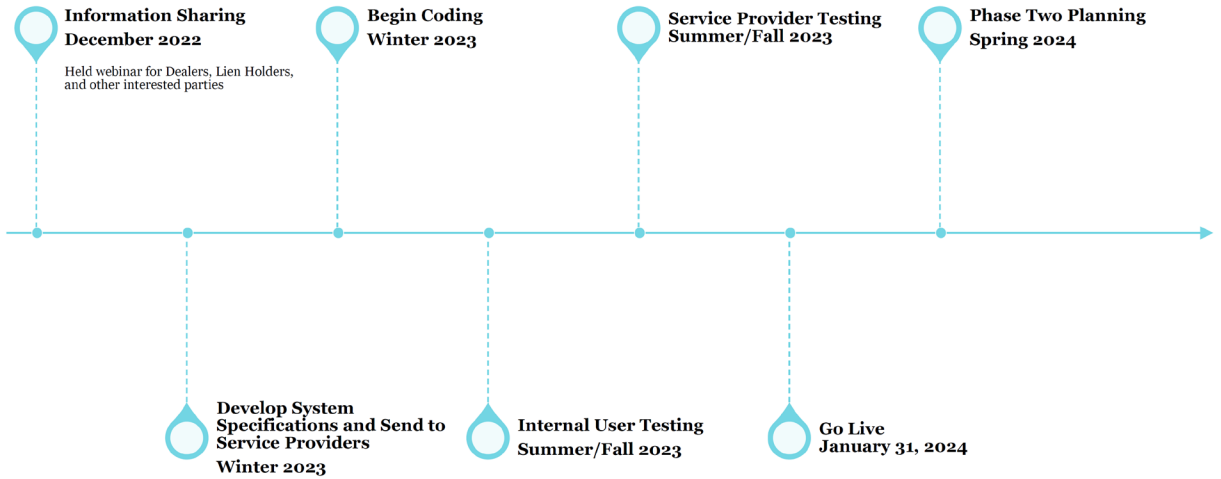 Information Sharing
December 2022
Held webinar for Dealers, Lien Holders,
and other interested parties
Develop System
Specifications and Send to
Service Providers
Winter 2023
Begin Coding
Winter 2023
Internal User Testing
Summer/Fall 2023
Service Provider Testing
Summer/Fall 2023
Go Live
January 31, 2024
Phase Two Planning
Spring 2024